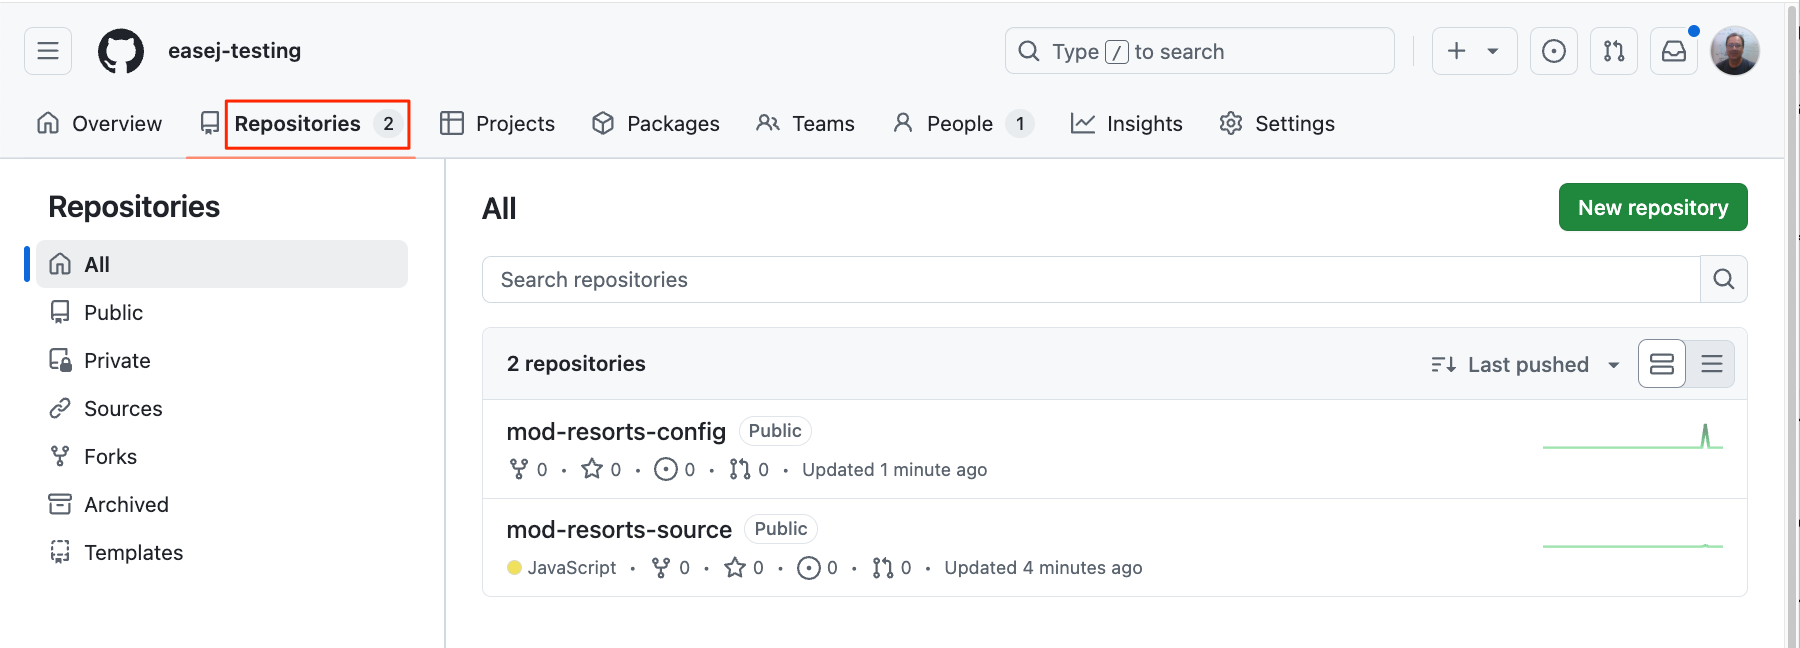 easej-testing
Type / to search
Overview
Repositories 2
Projects
Packages
Teams
People 1
Insights
Settings
Repositories
All
Public
Private
Sources
Forks
Archived
Templates
All
New repository
Search repositories
2 repositories
Last pushed
mod-resorts-config Public
0 · 0 · 0 · 0 · Updated 1 minute ago
mod-resorts-source Public
JavaScript · 0 · 0 · 0 · 0 · Updated 4 minutes ago